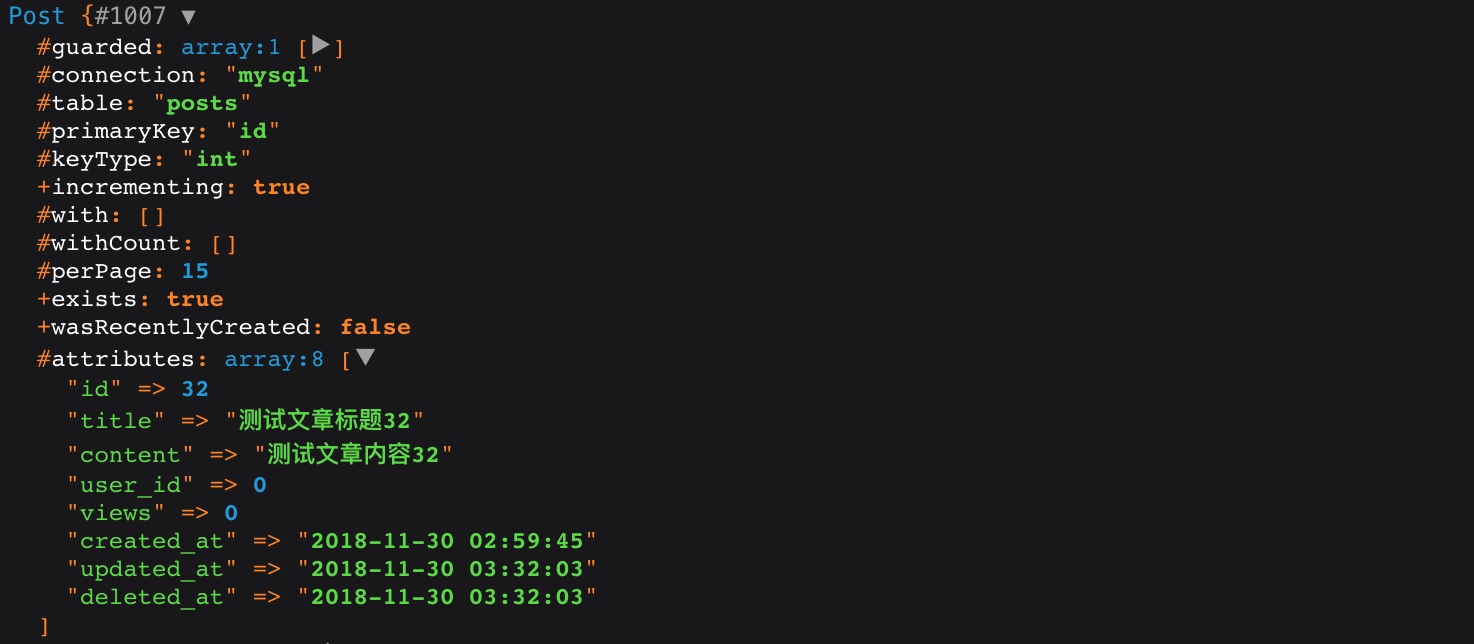 Post {#1007 ▼
#guarded: array:1 [▶]
#connection: "mysql"
#table: "posts"
#primaryKey: "id"
#keyType: "int"
+incrementing: true
#with: []
#withCount: []
#perPage: 15
+exists: true
+wasRecentlyCreated: false
#attributes: array:8 [▼
"id" => 32
"title" => "测试文章标题32"
"content" => "测试文章内容32"
"user_id" => 0
"views" => 0
"created_at" => "2018-11-30 02:59:45"
"updated_at" => "2018-11-30 03:32:03"
"deleted_at" => "2018-11-30 03:32:03"
]